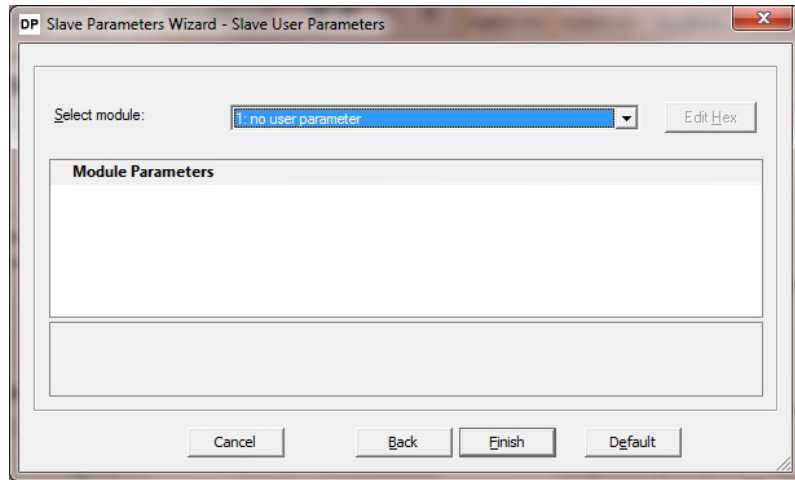 DP Slave Parameters Wizard - Slave User Parameters
Select module: 1: no user parameter Edit Hex
Module Parameters
Cancel Back Finish Default